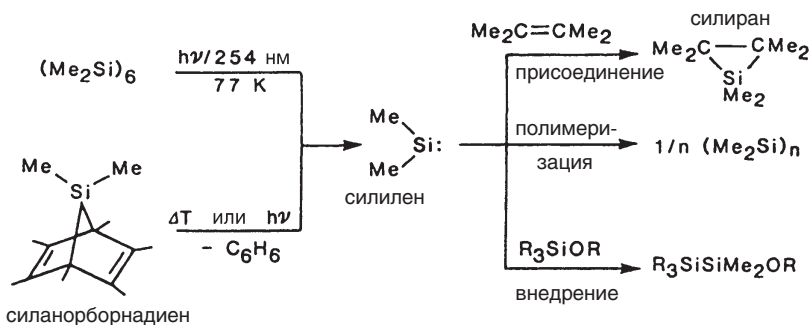 (Me₂Si)₆
hν/254 нм
77 K
Me Me
Si
ΔT или hν
– C₆H₆
силанорборнадиен
Me
Si:
Me
силилен
Me₂C=CMe₂
присоединение
силиран
Me₂C—CMe₂
Si
Me₂
полимери-
зация
1/n (Me₂Si)ₙ
R₃SiOR
внедрение
R₃SiSiMe₂OR